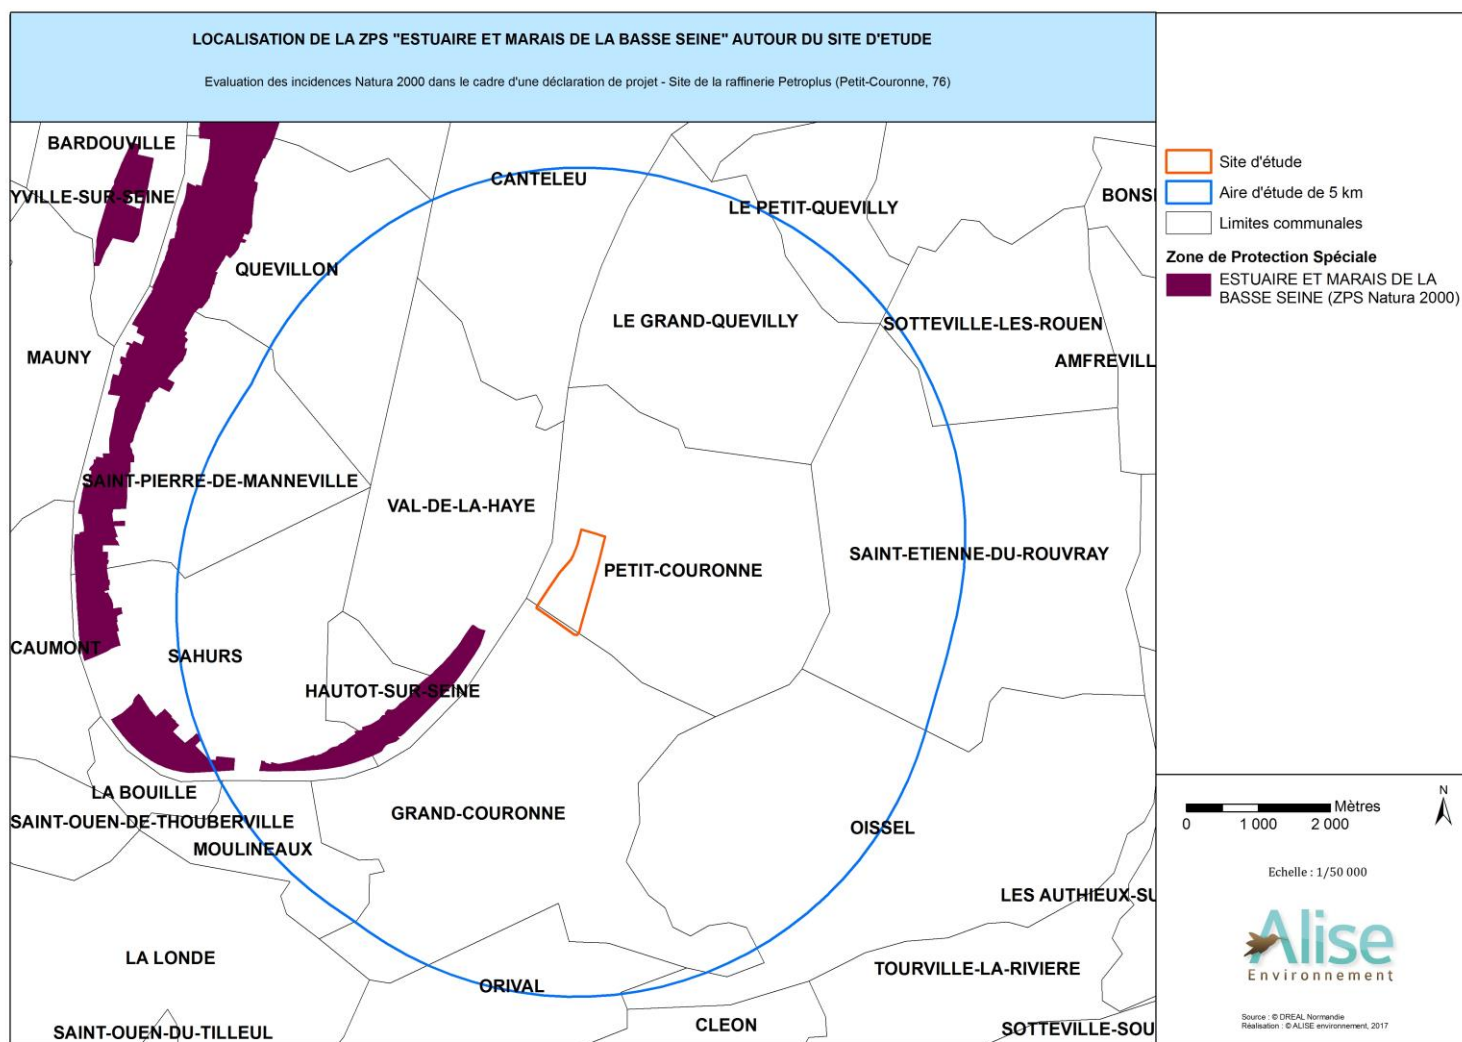 LOCALISATION DE LA ZPS "ESTUAIRE ET MARAIS DE LA BASSE SEINE" AUTOUR DU SITE D'ETUDE
Evaluation des incidences Natura 2000 dans le cadre d'une déclaration de projet - Site de la raffinerie Petroplus (Petit-Couronne, 76)
BARDOUVILLE
YVILLE-SUR-SEINE
CANTELEU
LE PETIT-QUEVILLY
BONS
QUEVILLON
LE GRAND-QUEVILLY
SOTTEVILLE-LES-ROUEN
MAUNY
AMFREVILL
SAINT-PIERRE-DE-MANNEVILLE
VAL-DE-LA-HAYE
SAINT-ETIENNE-DU-ROUVRAY
PETIT-COURONNE
CAUMONT
SAHURS
HAUTOT-SUR-SEINE
LA BOUILLE
GRAND-COURONNE
SAINT-OUEN-DE-THOUBERVILLE
OISSEL
MOULINEAUX
LES AUTHIEUX-SU
LA LONDE
TOURVILLE-LA-RIVIERE
ORIVAL
CLEON
SAINT-OUEN-DU-TILLEUL
SOTTEVILLE-SOU
Site d'étude
Aire d'étude de 5 km
Limites communales
Zone de Protection Spéciale
ESTUAIRE ET MARAIS DE LA
BASSE SEINE (ZPS Natura 2000)
N
Mètres
0 1 000 2 000
Echelle : 1/50 000
Alise
Environnement
Source : © DREAL Normandie
Réalisation : © ALISE environnement, 2017